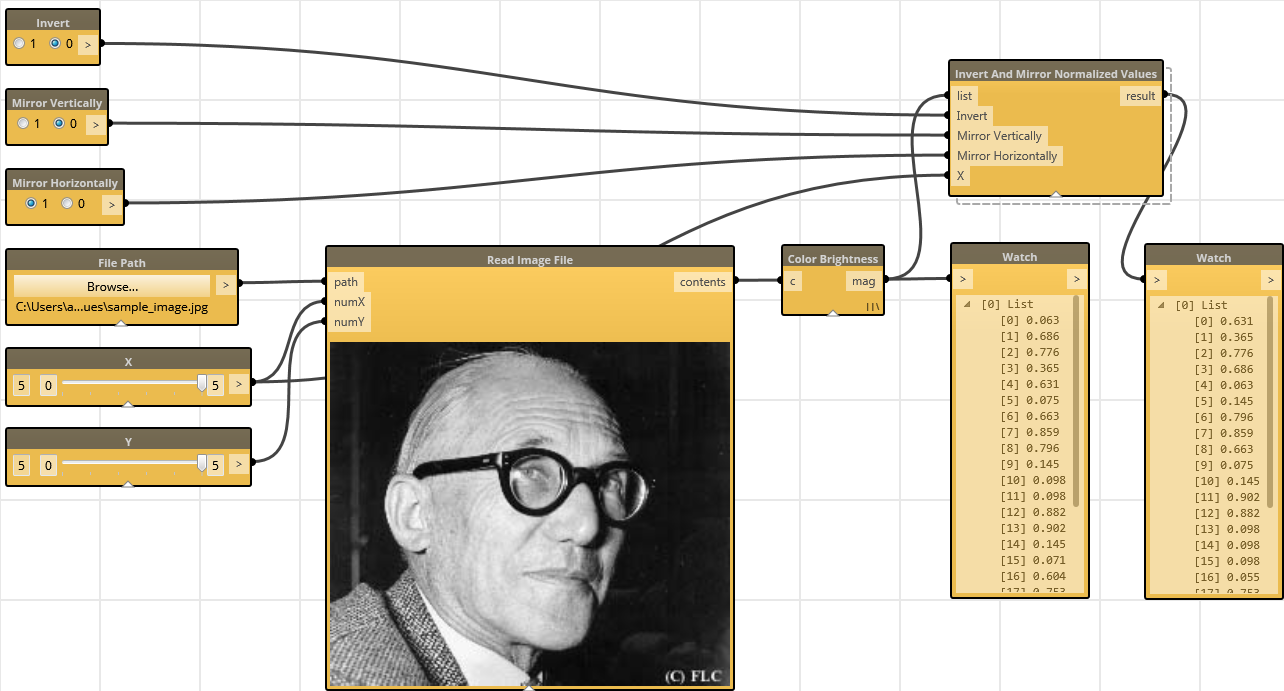 Invert
1 0 >
Mirror Vertically
1 0 >
Mirror Horizontally
1 0 >
File Path
Browse... >
C:\Users\a...ues\sample_image.jpg
X
5 0 5 >
Y
5 0 5 >
Read Image File
path contents
numX
numY
(C) FLC
Color Brightness
c mag
Invert And Mirror Normalized Values
list result
Invert
Mirror Vertically
Mirror Horizontally
X
Watch
> >
[0] List
[0] 0.063
[1] 0.686
[2] 0.776
[3] 0.365
[4] 0.631
[5] 0.075
[6] 0.663
[7] 0.859
[8] 0.796
[9] 0.145
[10] 0.098
[11] 0.098
[12] 0.882
[13] 0.902
[14] 0.145
[15] 0.071
[16] 0.604
[17] 0.753
Watch
> >
[0] List
[0] 0.631
[1] 0.365
[2] 0.776
[3] 0.686
[4] 0.063
[5] 0.145
[6] 0.796
[7] 0.859
[8] 0.663
[9] 0.075
[10] 0.145
[11] 0.902
[12] 0.882
[13] 0.098
[14] 0.098
[15] 0.098
[16] 0.055
[17] 0.753